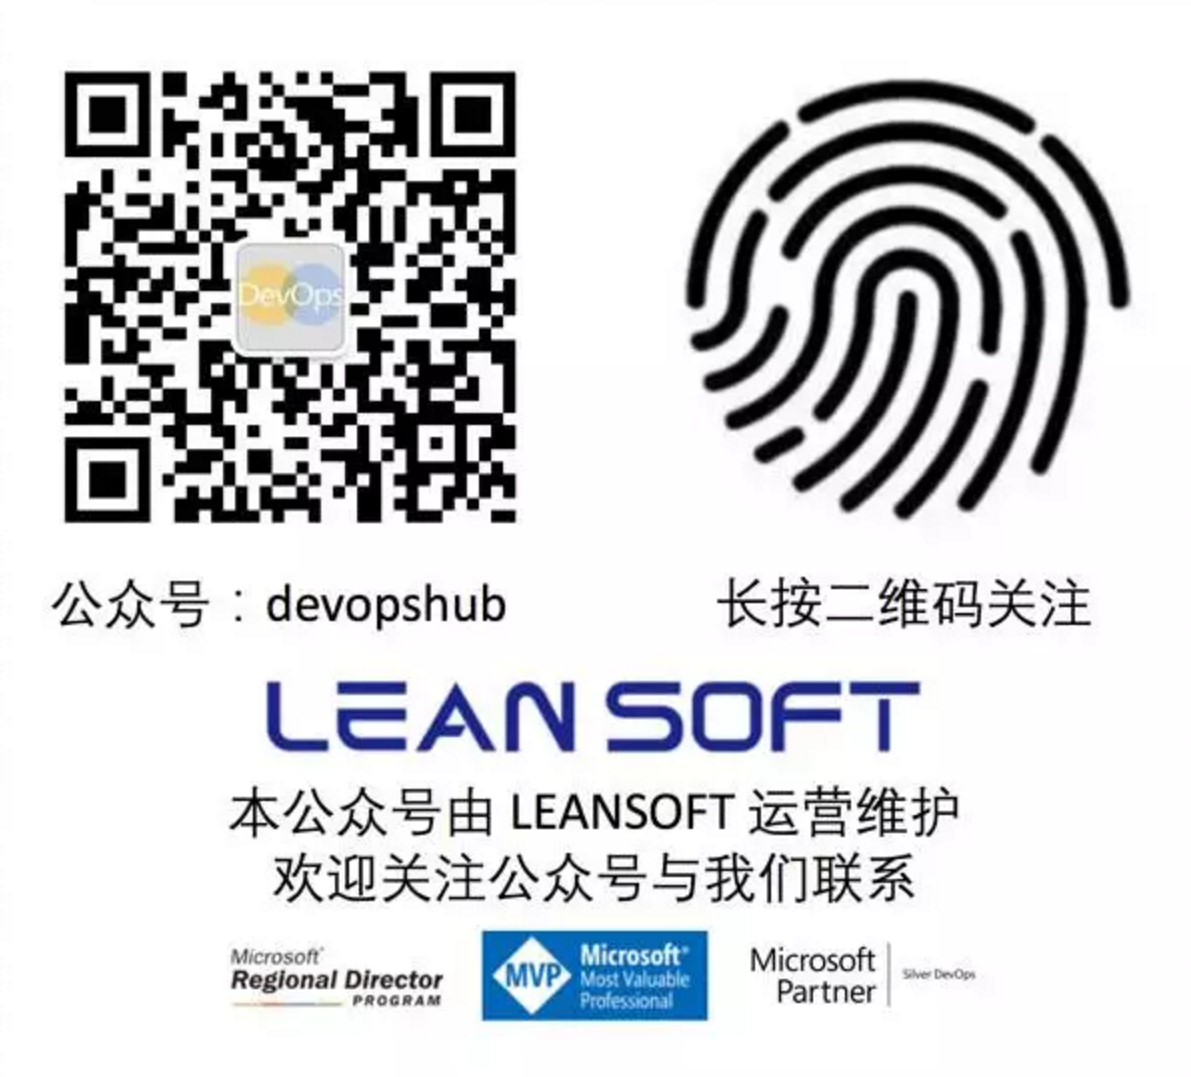 DevOps
公众号：devopshub
长按二维码关注
LEANSOFT
本公众号由 LEANSOFT 运营维护
欢迎关注公众号与我们联系
Microsoft®
Regional Director
PROGRAM
MVP
Microsoft®
Most Valuable
Professional
Microsoft
Partner
Silver DevOps